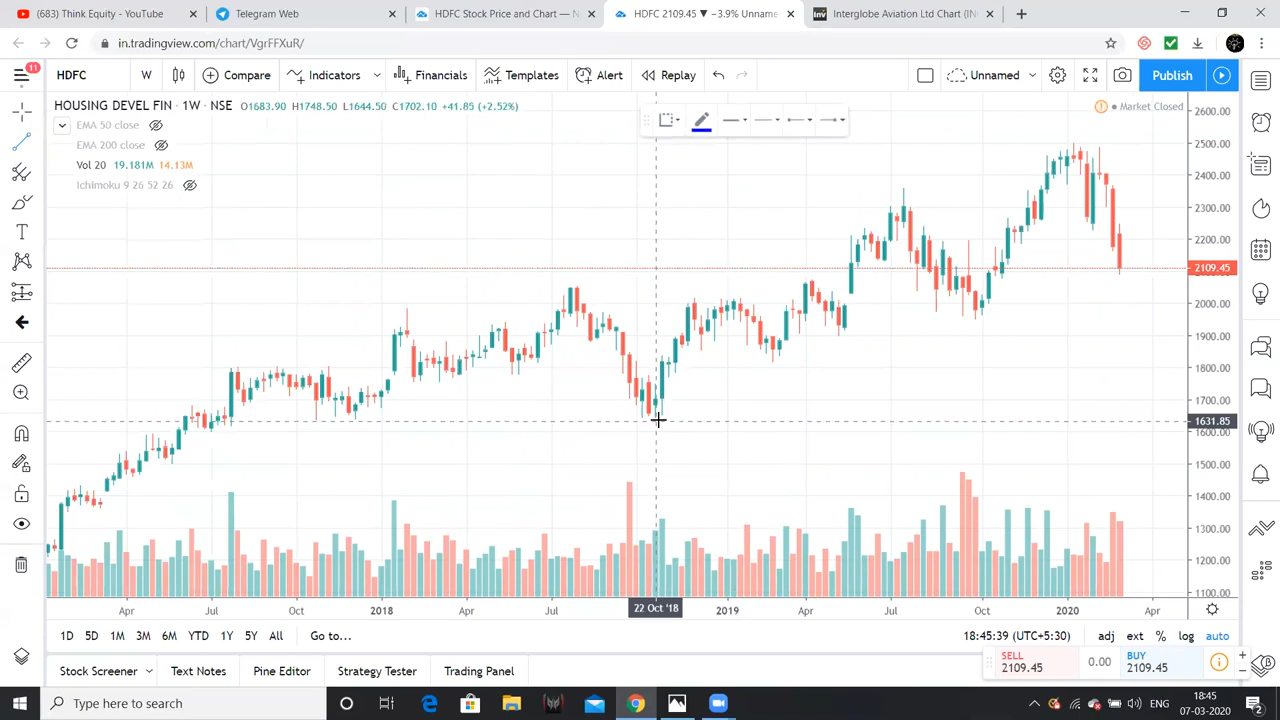 (683) Think Equity. - YouTube
Telegram Web
HDFC Stock Price and Chart — N
HDFC 2109.45 ▼ −3.9% Unname
Interglobe Aviation Ltd Chart (IN
in.tradingview.com/chart/VgrFFXuR/
11
HDFC
W
Compare
Indicators
Financials
Templates
Alert
Replay
Unnamed
Publish
HOUSING DEVEL FIN · 1W · NSE O1683.90 H1748.50 L1644.50 C1702.10 +41.85 (+2.52%)
Market Closed
EMA 50 close
EMA 200 close
Vol 20 19.181M 14.13M
Ichimoku 9 26 52 26
2600.00
2500.00
2400.00
2300.00
2200.00
2109.45
2000.00
1900.00
1800.00
1700.00
1631.85
1600.00
1500.00
1400.00
1300.00
1200.00
1100.00
Apr
Jul
Oct
2018
Apr
Jul
22 Oct '18
2019
Apr
Jul
Oct
2020
Apr
1D 5D 1M 3M 6M YTD 1Y 5Y All Go to...
18:45:39 (UTC+5:30) adj ext % log auto
SELL
2109.45
0.00
BUY
2109.45
Stock Screener
Text Notes
Pine Editor
Strategy Tester
Trading Panel
Type here to search
ENG
18:45
07-03-2020
2